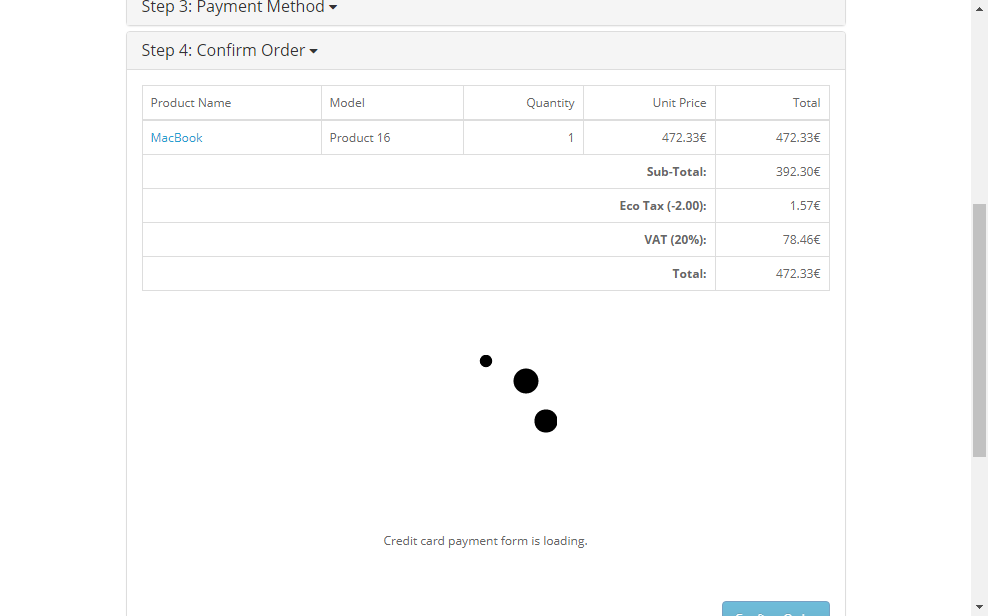 Step 3: Payment Method
Step 4: Confirm Order
Product Name Model Quantity Unit Price Total
MacBook Product 16 1 472.33€ 472.33€
Sub-Total: 392.30€
Eco Tax (-2.00): 1.57€
VAT (20%): 78.46€
Total: 472.33€
Credit card payment form is loading.